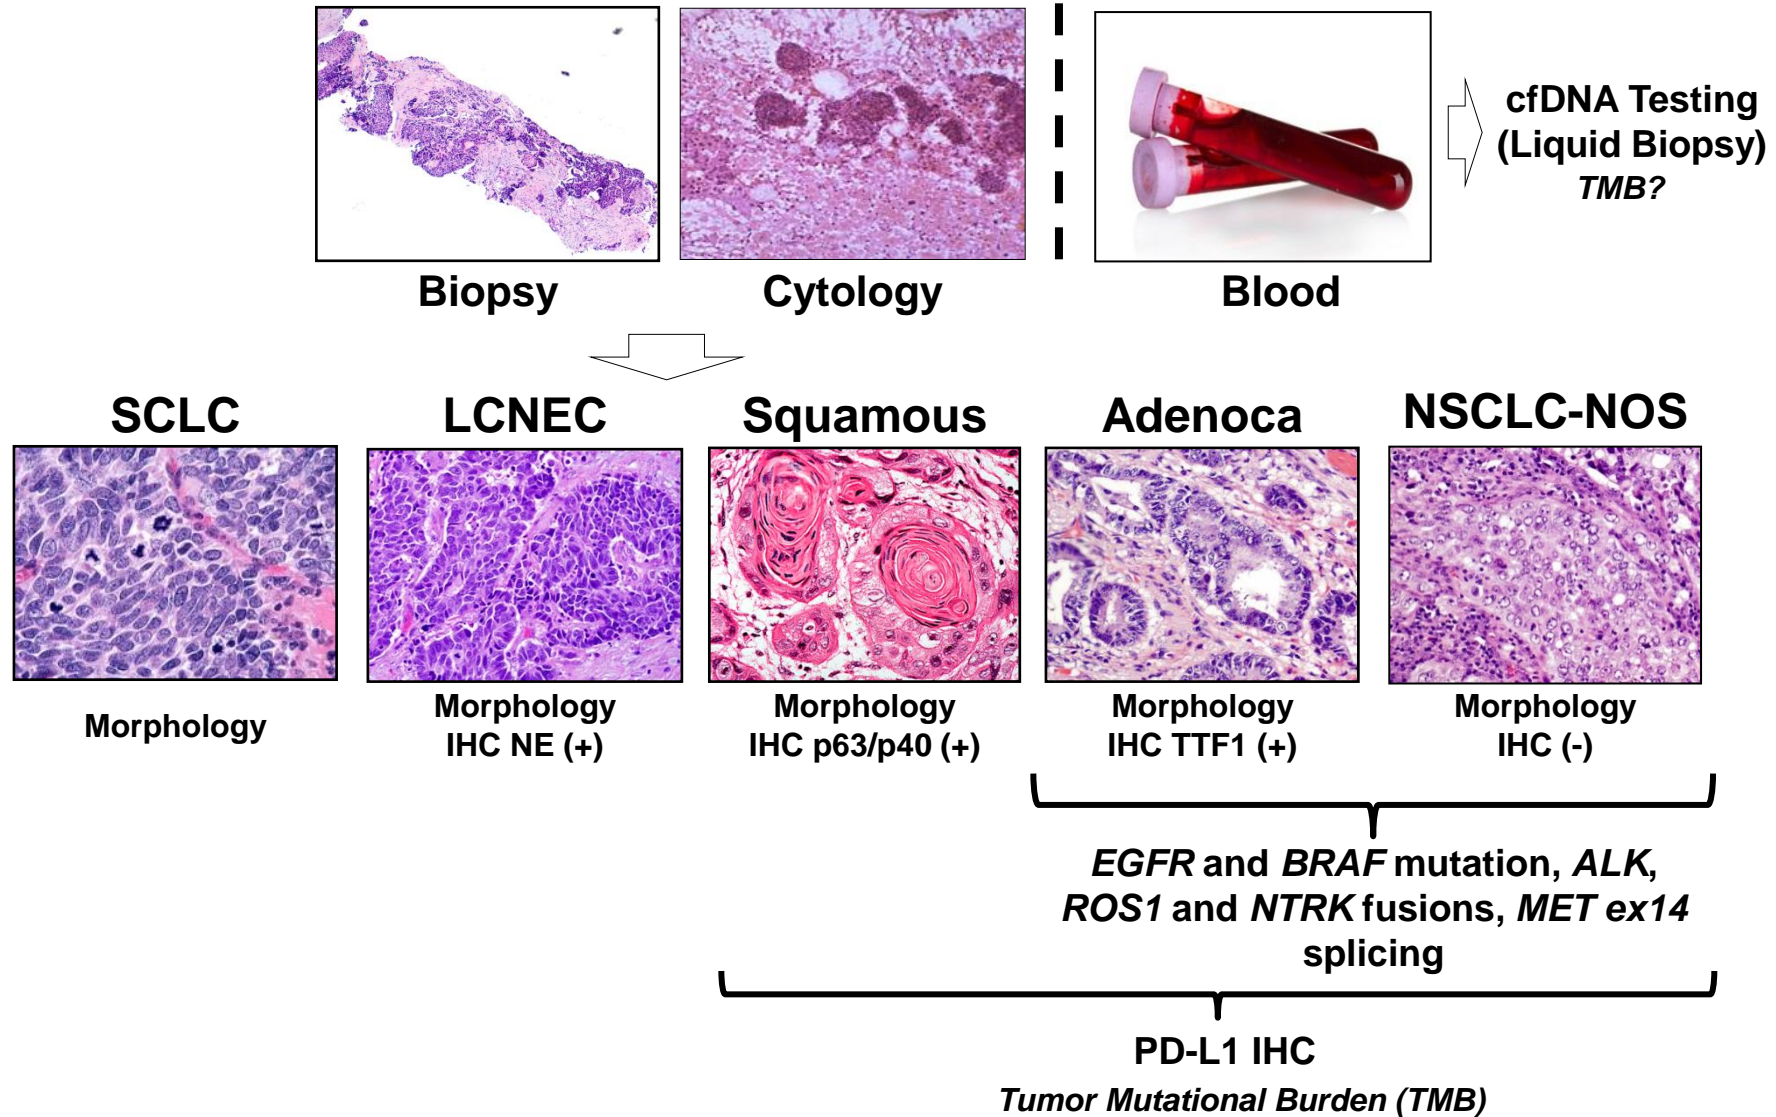 cfDNA Testing
(Liquid Biopsy)
TMB?
Biopsy
Cytology
Blood
SCLC
LCNEC
Squamous
Adenoca
NSCLC-NOS
Morphology
Morphology
IHC NE (+)
Morphology
IHC p63/p40 (+)
Morphology
IHC TTF1 (+)
Morphology
IHC (-)
EGFR and BRAF mutation, ALK,
ROS1 and NTRK fusions, MET ex14
splicing
PD-L1 IHC
Tumor Mutational Burden (TMB)